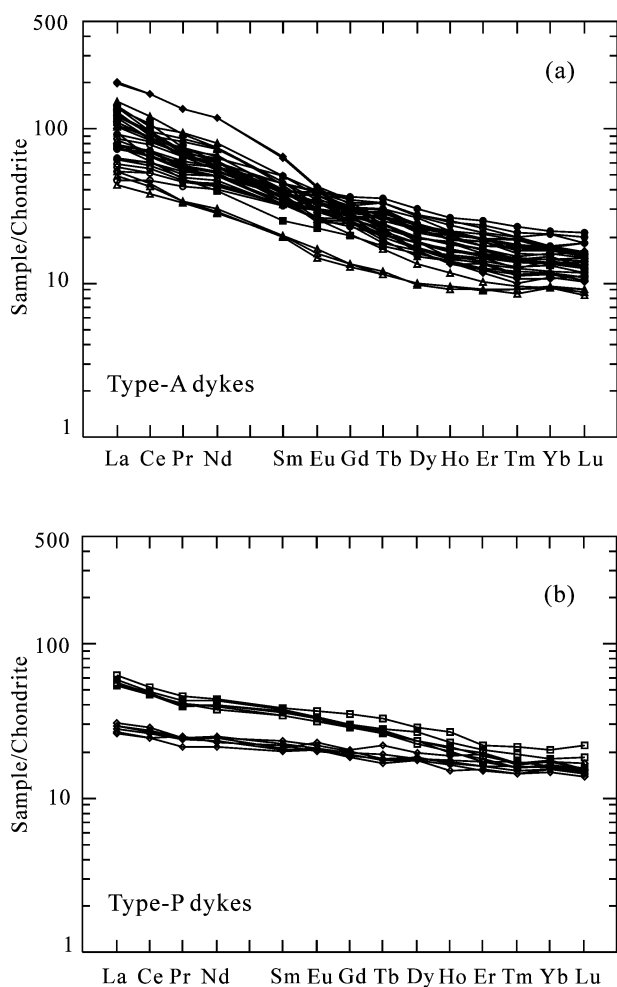 500
(a)
100
Sample/Chondrite
10
Type-A dykes
1
La Ce Pr Nd Sm Eu Gd Tb Dy Ho Er Tm Yb Lu
500
(b)
100
Sample/Chondrite
10
Type-P dykes
1
La Ce Pr Nd Sm Eu Gd Tb Dy Ho Er Tm Yb Lu